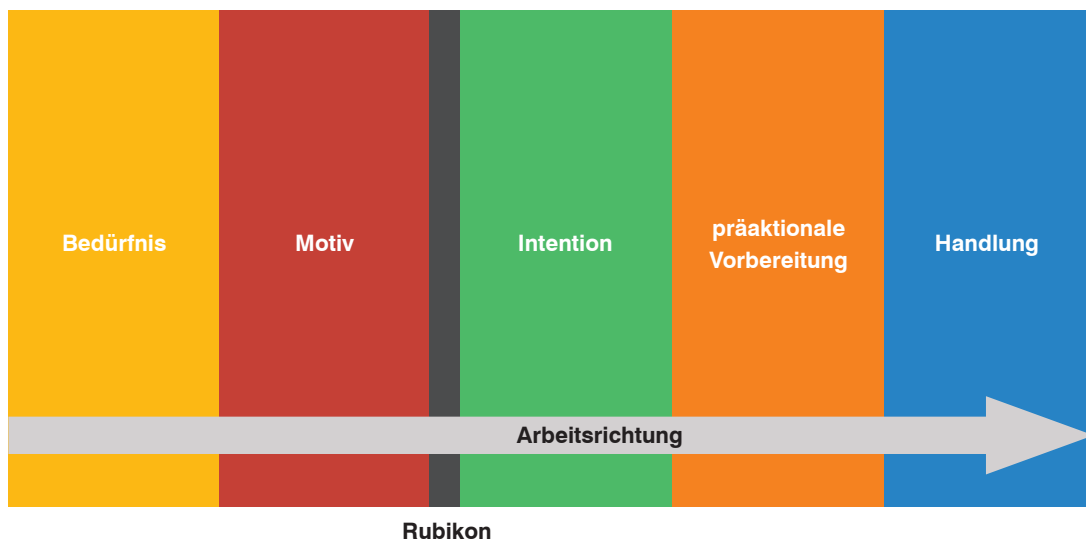 Bedürfnis
Motiv
Intention
präaktionale
Vorbereitung
Handlung
Arbeitsrichtung
Rubikon